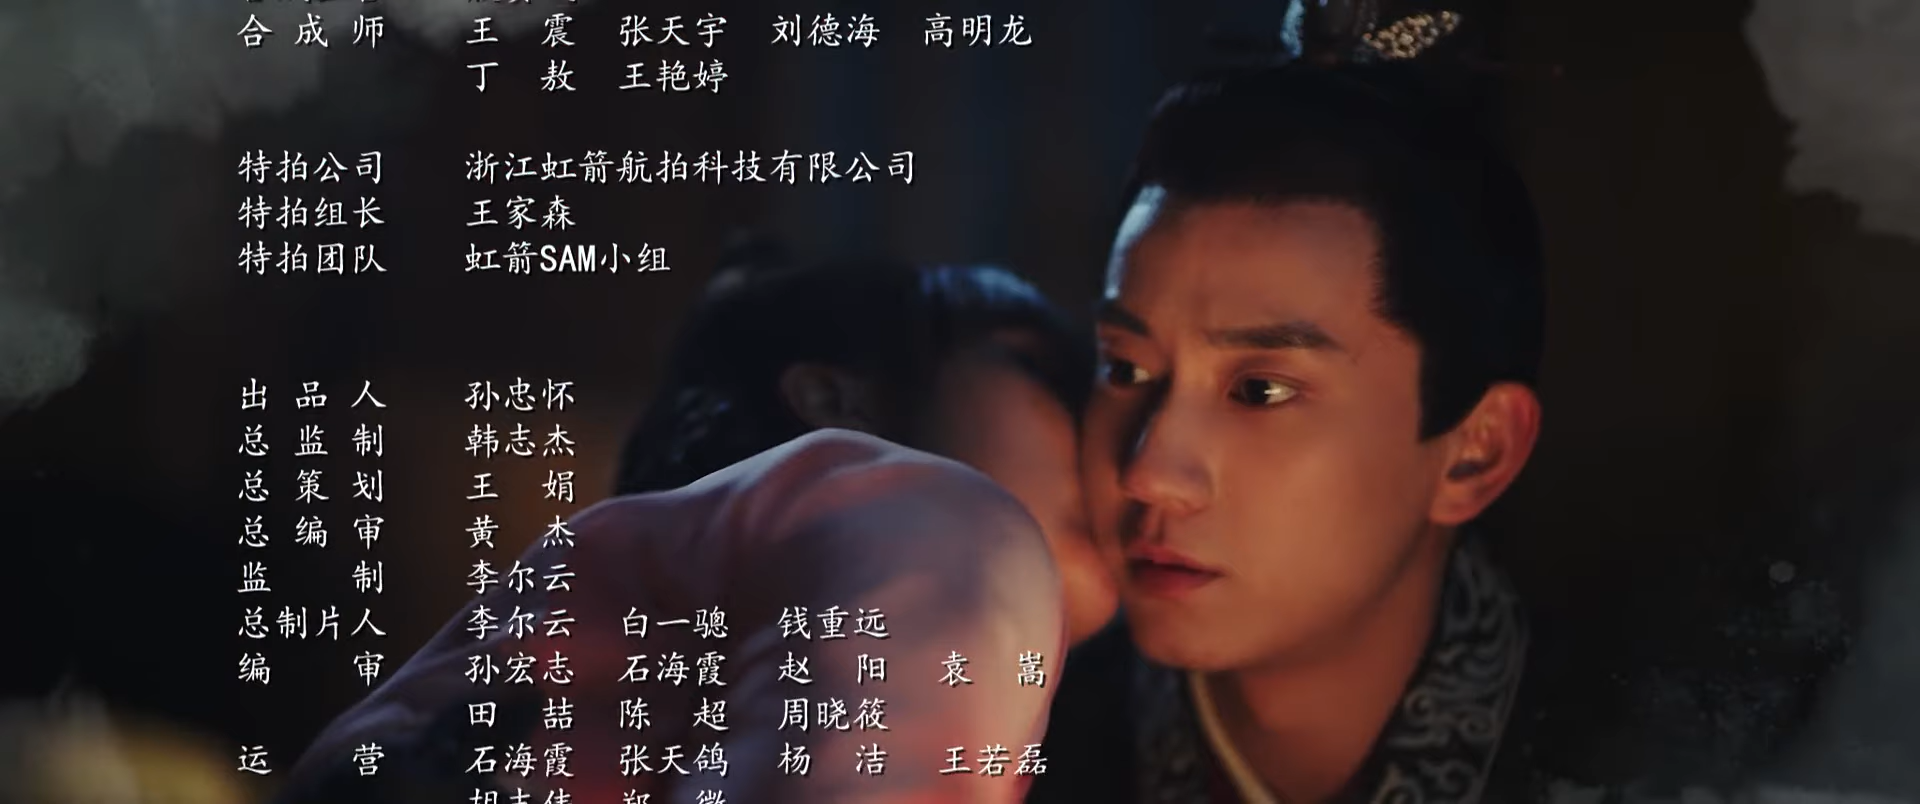 合成师 王震 张天宇 刘德海 高明龙
丁敖 王艳婷
特拍公司 浙江虹箭航拍科技有限公司
特拍组长 王家森
特拍团队 虹箭SAM小组
出品人 孙忠怀
总监制 韩志杰
总策划 王娟
总编审 黄杰
监制 李尔云
总制片人 李尔云 白一骢 钱重远
编审 孙宏志 石海霞 赵阳 袁嵩
田喆 陈超 周晓筱
运营 石海霞 张天鸽 杨洁 王若磊